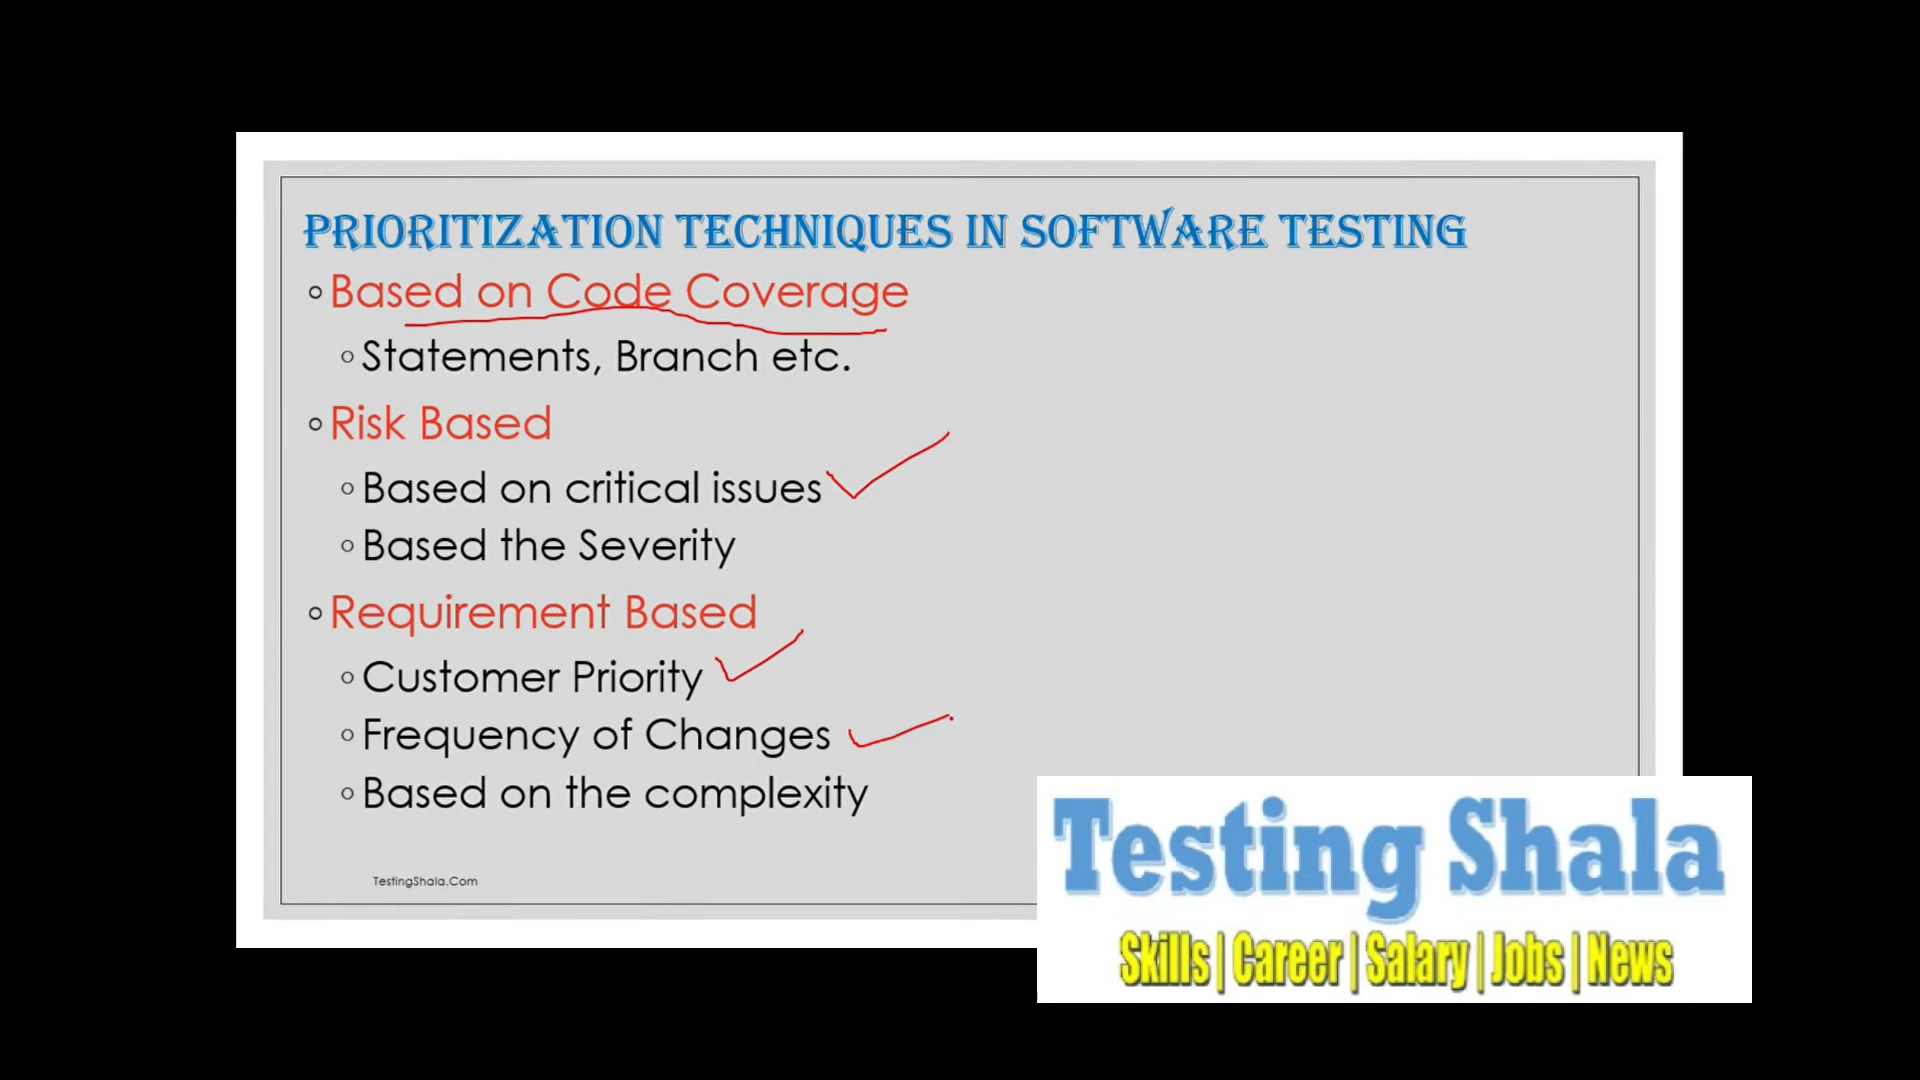 PRIORITIZATION TECHNIQUES IN SOFTWARE TESTING
Based on Code Coverage
Statements, Branch etc.
Risk Based
Based on critical issues
Based the Severity
Requirement Based
Customer Priority
Frequency of Changes
Based on the complexity
TestingShala.Com
Testing Shala
Skills | Career | Salary | Jobs | News